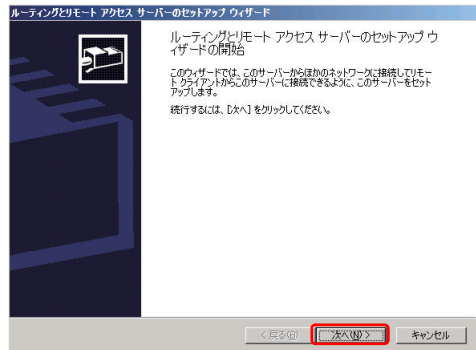 ルーティングとリモート アクセス サーバーのセットアップ ウィザード
ルーティングとリモート アクセス サーバーのセットアップ ウ
ィザードの開始
このウィザードでは、このサーバーからほかのネットワークに接続してリモー
ト クライアントからこのサーバーに接続できるように、このサーバーをセット
アップします。
続行するには、[次へ] をクリックしてください。
< 戻る(B) 次へ(N) > キャンセル